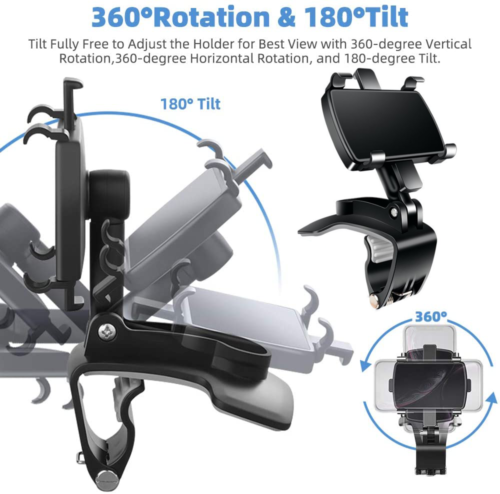 360°Rotation & 180°Tilt
Tilt Fully Free to Adjust the Holder for Best View with 360-degree Vertical
Rotation,360-degree Horizontal Rotation, and 180-degree Tilt.
180° Tilt
360°